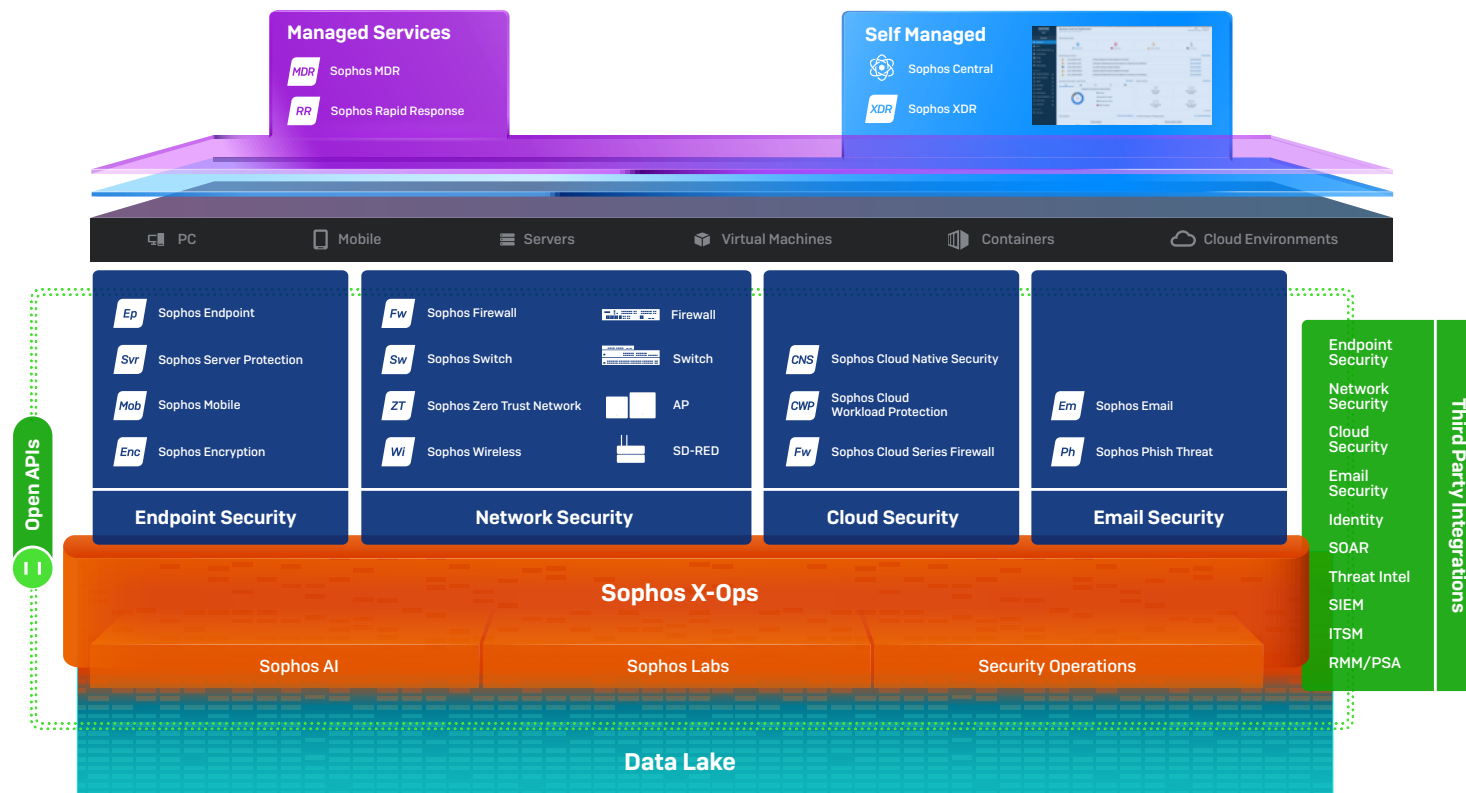 Managed Services
MDR Sophos MDR
RR Sophos Rapid Response
Self Managed
Sophos Central
XDR Sophos XDR
PC
Mobile
Servers
Virtual Machines
Containers
Cloud Environments
Ep Sophos Endpoint
Svr Sophos Server Protection
Mob Sophos Mobile
Enc Sophos Encryption
Endpoint Security
Fw Sophos Firewall
Sw Sophos Switch
ZT Sophos Zero Trust Network
Wi Sophos Wireless
Firewall
Switch
AP
SD-RED
Network Security
CNS Sophos Cloud Native Security
CWP Sophos Cloud
Workload Protection
Fw Sophos Cloud Series Firewall
Cloud Security
Em Sophos Email
Ph Sophos Phish Threat
Email Security
Open APIs
Endpoint
Security
Network
Security
Cloud
Security
Email
Security
Identity
SOAR
Threat Intel
SIEM
ITSM
RMM/PSA
Third Party Integrations
Sophos X-Ops
Sophos AI
Sophos Labs
Security Operations
Data Lake